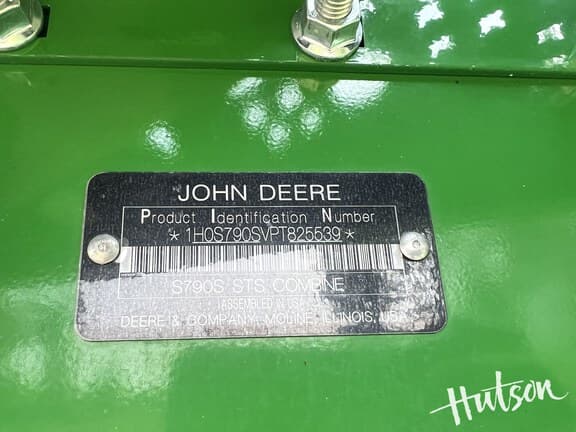 JOHN DEERE
Product Identification Number
*1H0S790SVPT825539*
S790S STS COMBINE
ASSEMBLED IN USA
DEERE & COMPANY MOLINE, ILLINOIS, USA
Hutson